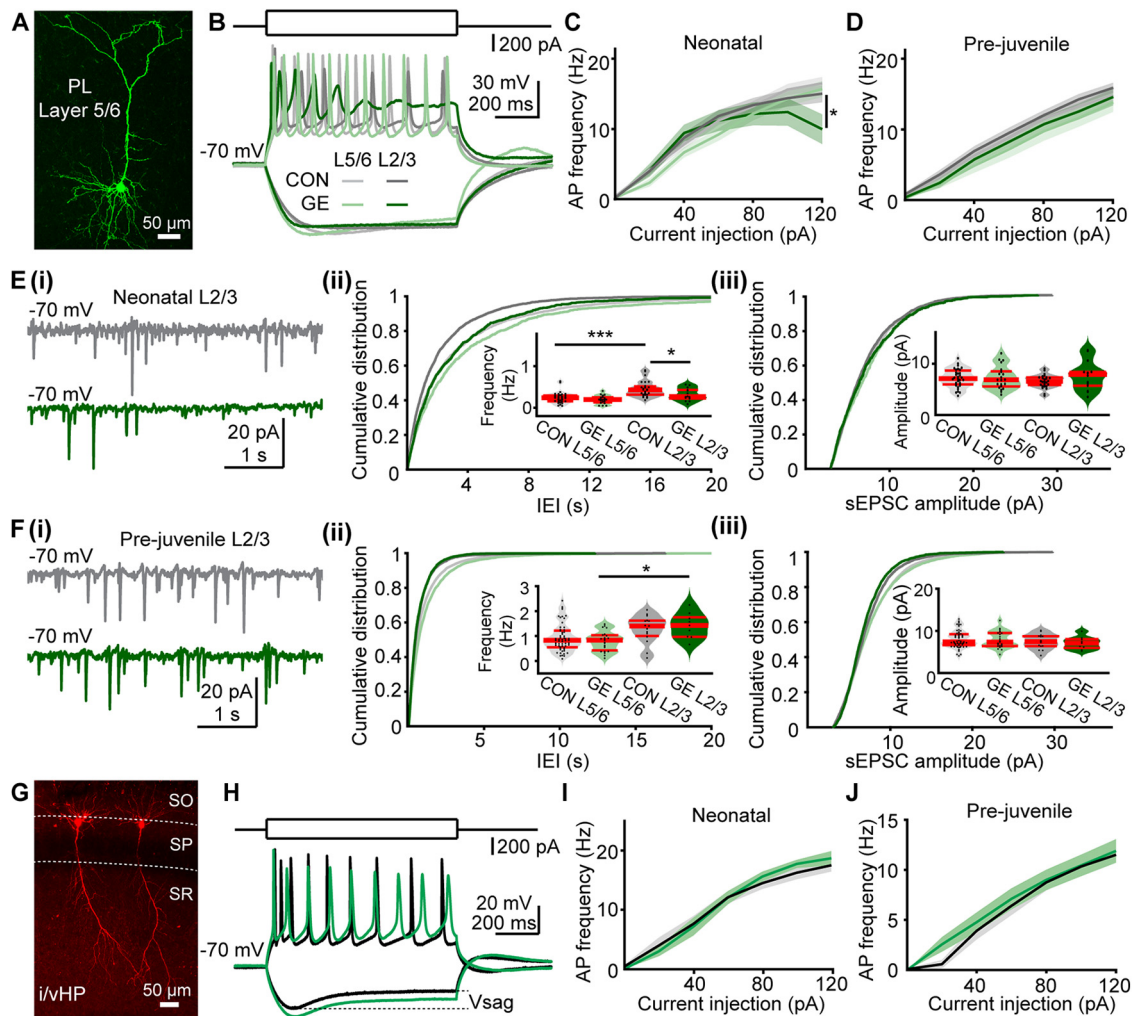 A
PL
Layer 5/6
50 µm
B
200 pA
30 mV
200 ms
-70 mV
L5/6 L2/3
CON
GE
C
Neonatal
AP frequency (Hz)
20
10
0
40 80 120
Current injection (pA)
*
D
Pre-juvenile
AP frequency (Hz)
20
10
0
40 80 120
Current injection (pA)
E (i)
Neonatal L2/3
-70 mV
-70 mV
20 pA
1 s
(ii)
Cumulative distribution
1
0.8
0.6
0.4
0.2
0
4 8 12 16 20
IEI (s)
*** *
Frequency
(Hz)
1
0
CON L5/6
GE L5/6
CON L2/3
GE L2/3
(iii)
Cumulative distribution
1
0.8
0.6
0.4
0.2
0
10 20 30
sEPSC amplitude (pA)
Amplitude (pA)
20
10
0
CON L5/6
GE L5/6
CON L2/3
GE L2/3
F (i)
Pre-juvenile L2/3
-70 mV
-70 mV
20 pA
1 s
(ii)
Cumulative distribution
1
0.8
0.6
0.4
0.2
0
5 10 15 20
IEI (s)
*
Frequency
(Hz)
3
2
1
0
CON L5/6
GE L5/6
CON L2/3
GE L2/3
(iii)
Cumulative distribution
1
0.8
0.6
0.4
0.2
0
10 20 30
sEPSC amplitude (pA)
Amplitude (pA)
20
10
0
CON L5/6
GE L5/6
CON L2/3
GE L2/3
G
SO
SP
SR
i/vHP
50 µm
H
200 pA
20 mV
200 ms
-70 mV
Vsag
I
Neonatal
AP frequency (Hz)
20
10
0
40 80 120
Current injection (pA)
J
Pre-juvenile
AP frequency (Hz)
15
10
5
0
40 80 120
Current injection (pA)